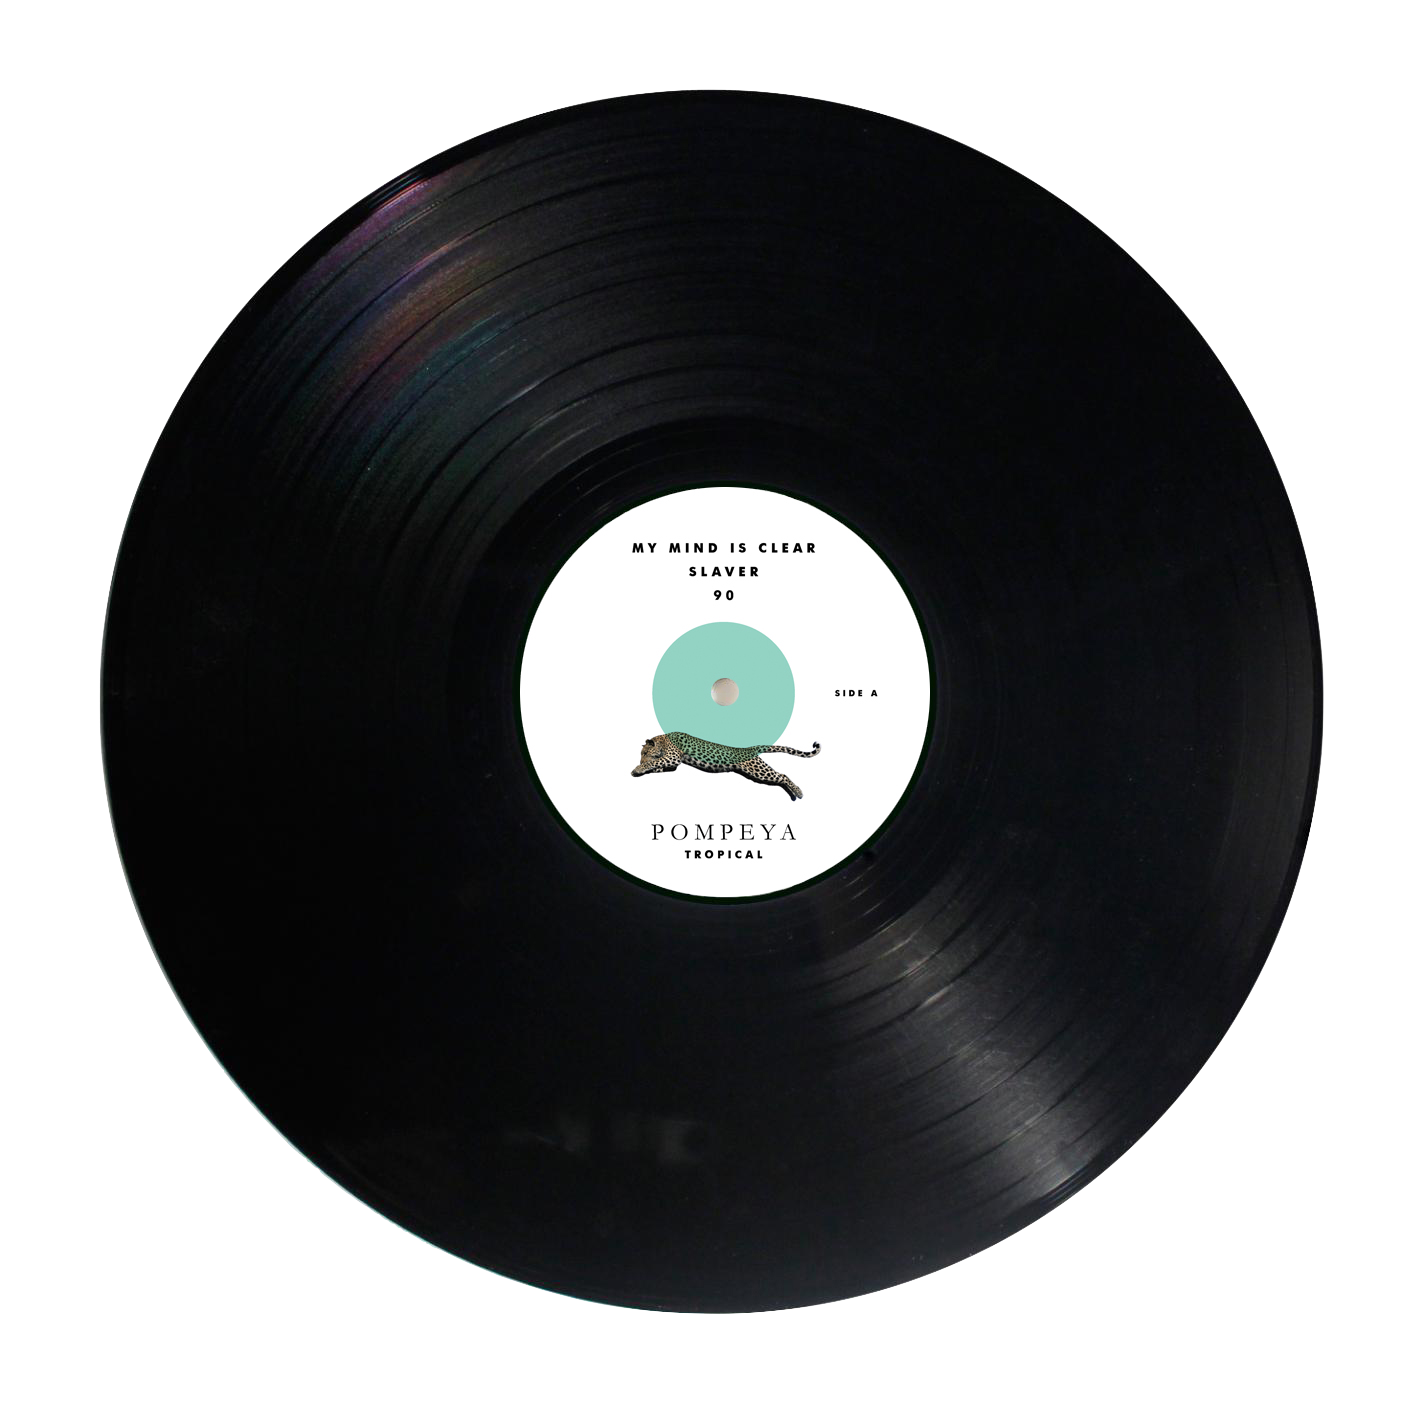 MY MIND IS CLEAR
SLAVER
90
SIDE A
POMPEYA
TROPICAL